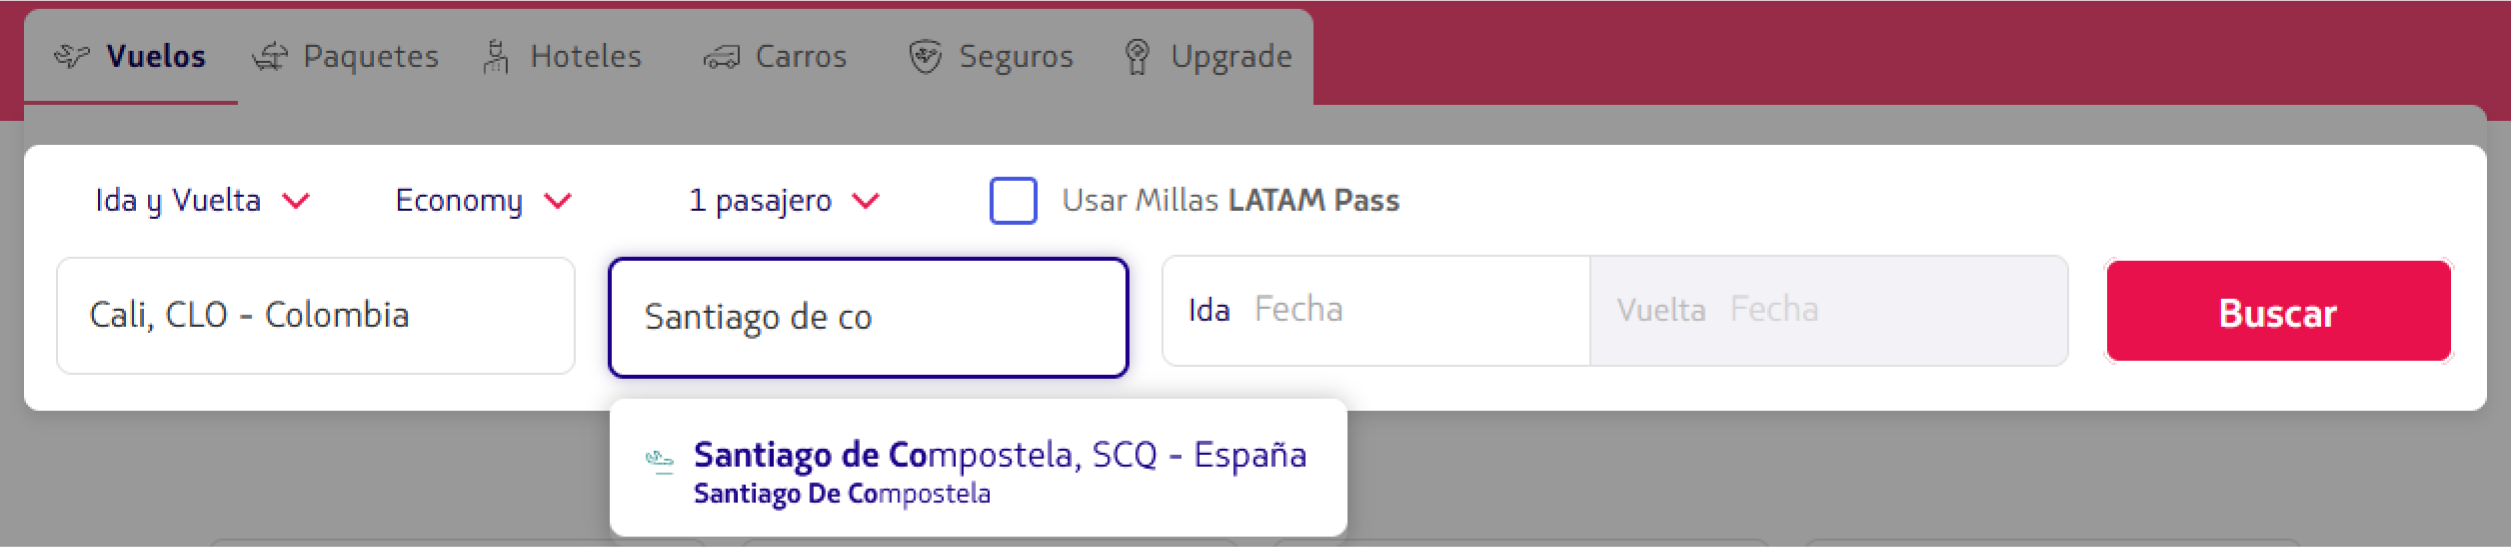 Vuelos Paquetes Hoteles Carros Seguros Upgrade
Ida y Vuelta Economy 1 pasajero Usar Millas LATAM Pass
Cali, CLO - Colombia Santiago de co Ida Fecha Vuelta Fecha Buscar
Santiago de Compostela, SCQ - España
Santiago De Compostela